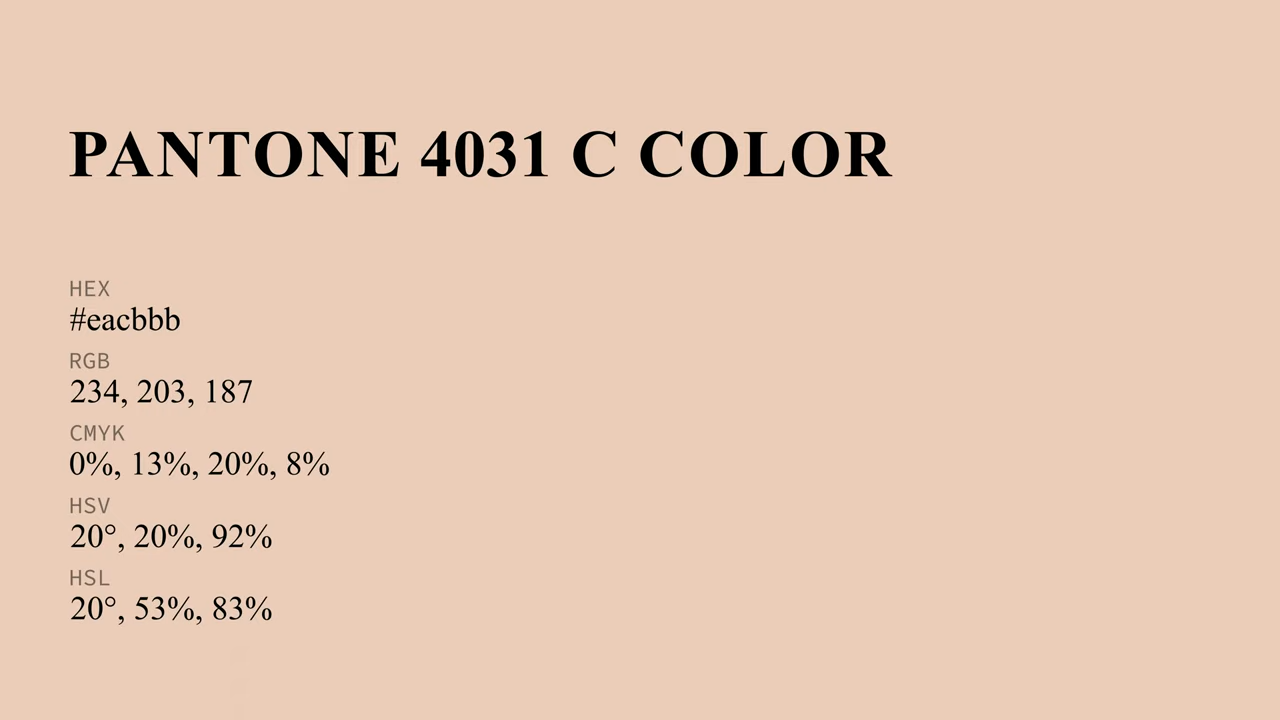 PANTONE 4031 C COLOR
HEX
#eacbbb
RGB
234, 203, 187
CMYK
0%, 13%, 20%, 8%
HSV
20°, 20%, 92%
HSL
20°, 53%, 83%